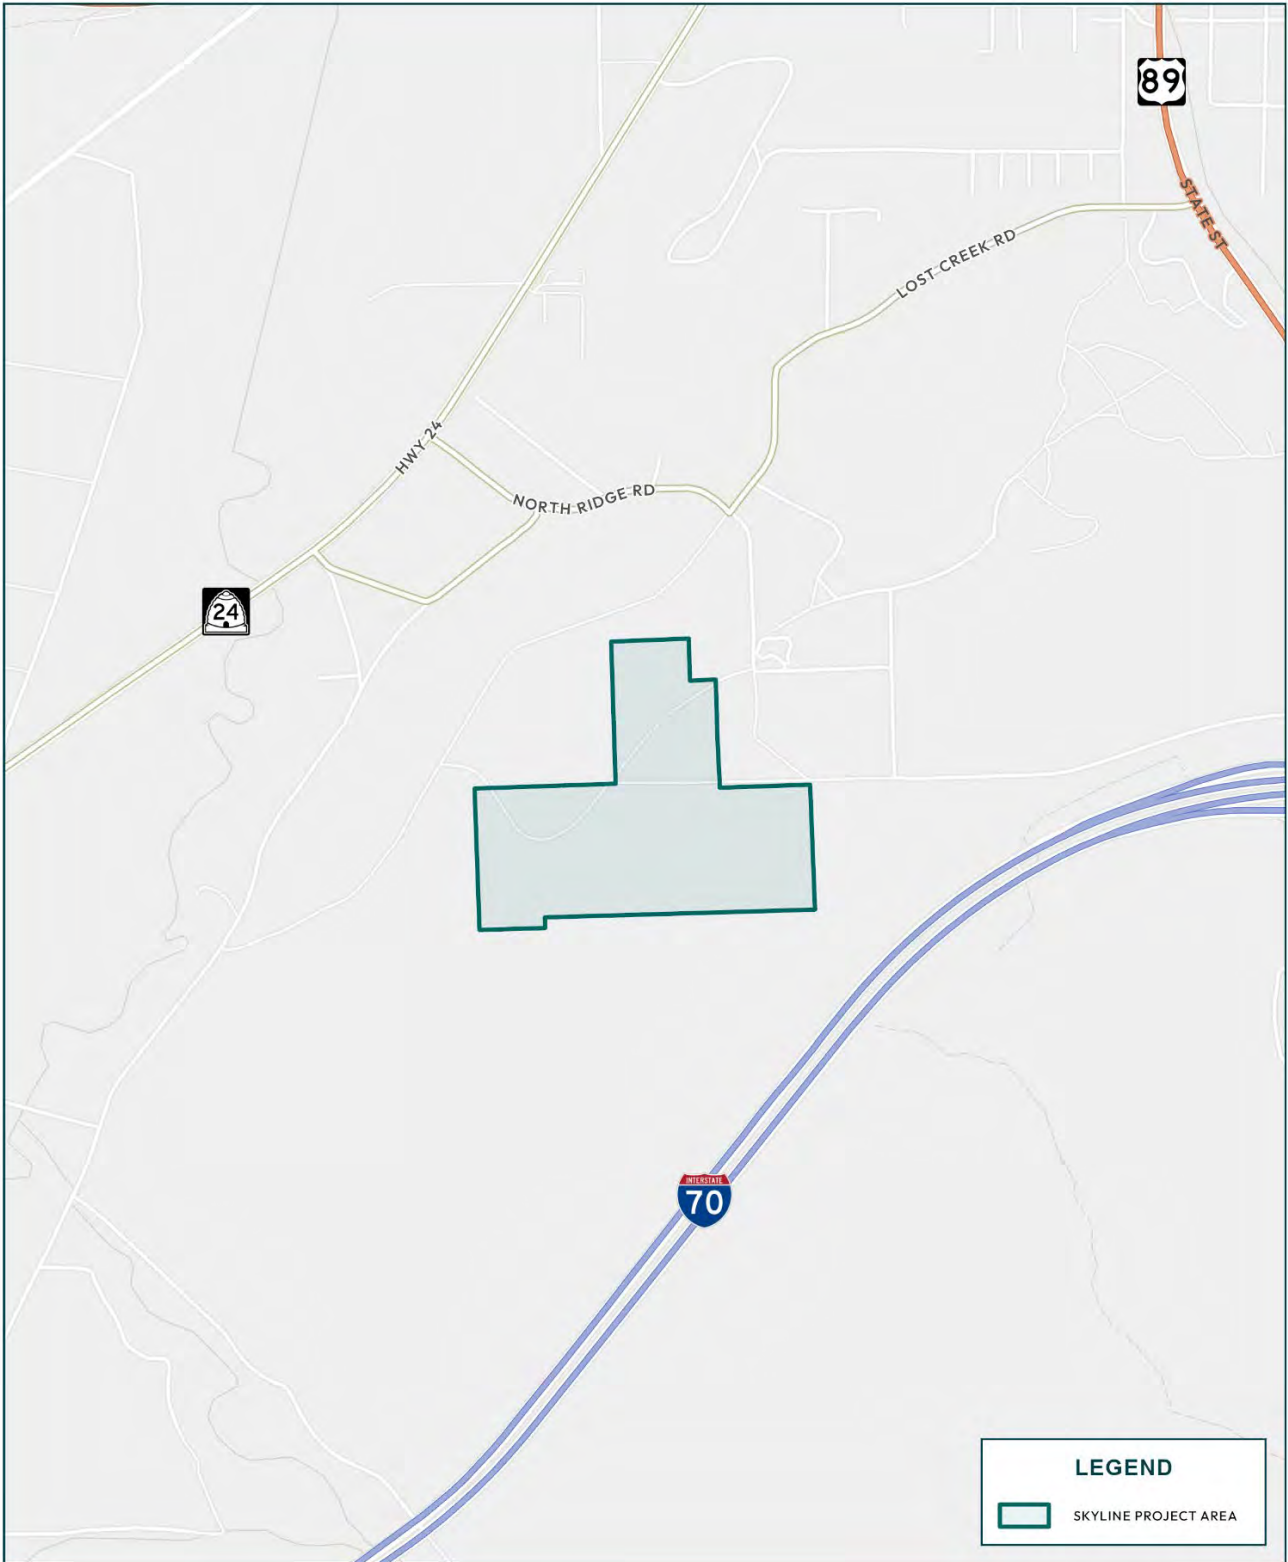 89
STATE ST
LOST CREEK RD
HWY 24
NORTH RIDGE RD
24
INTERSTATE
70
LEGEND
SKYLINE PROJECT AREA